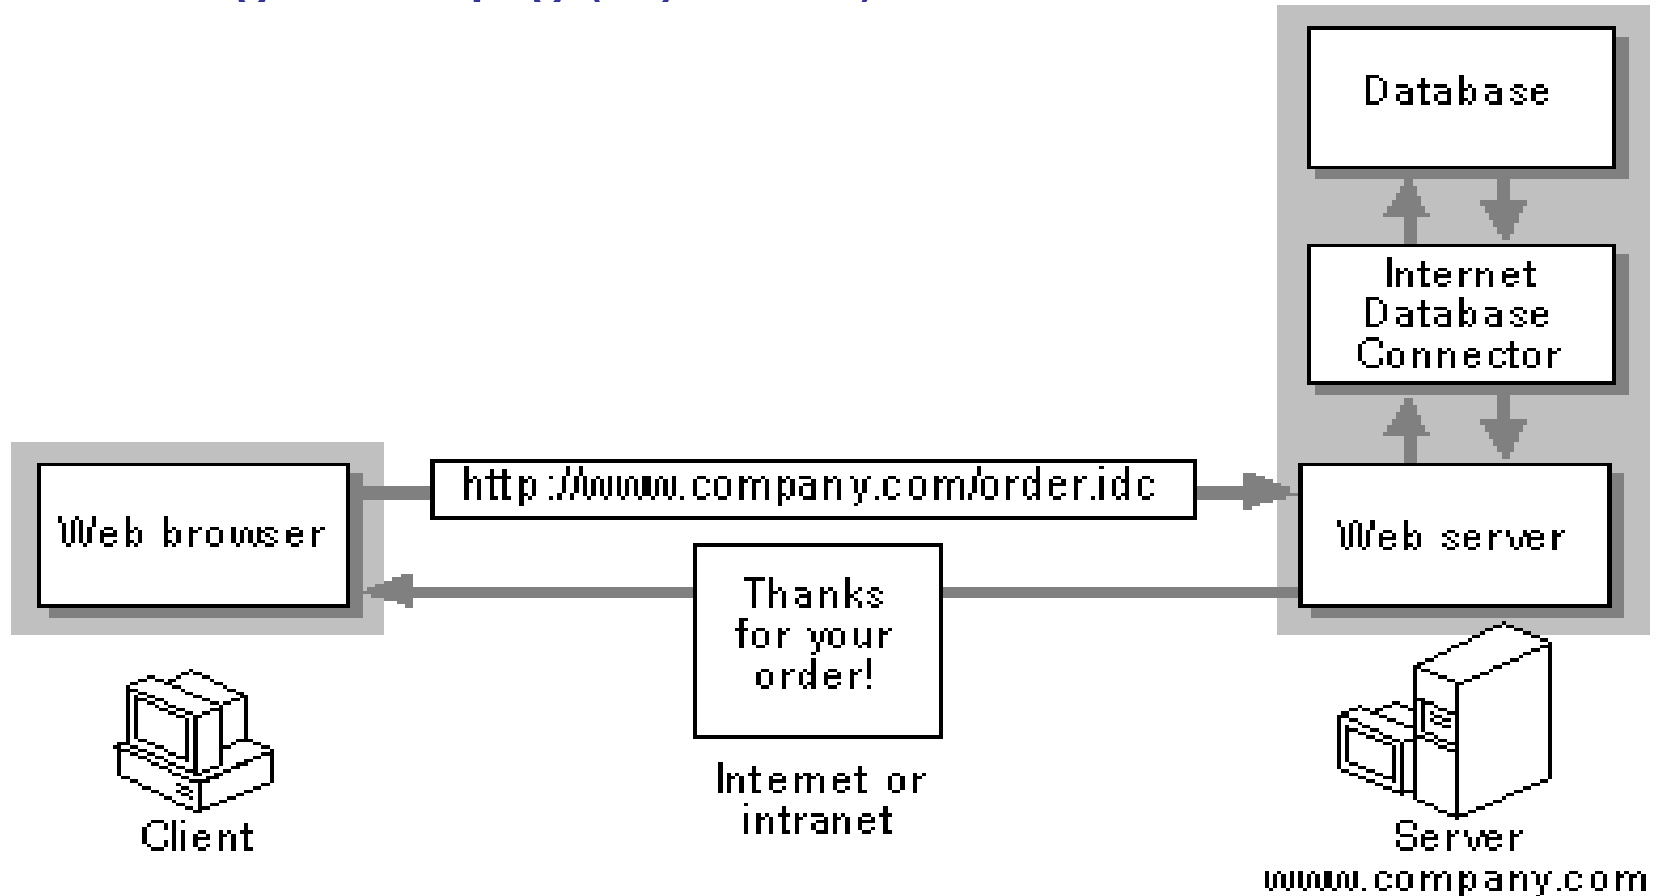 Database
Internet
Database
Connector
http://www.company.com/order.idc
Web browser
Web server
Thanks
for your
order!
Internet or
intranet
Client
Server
www.company.com